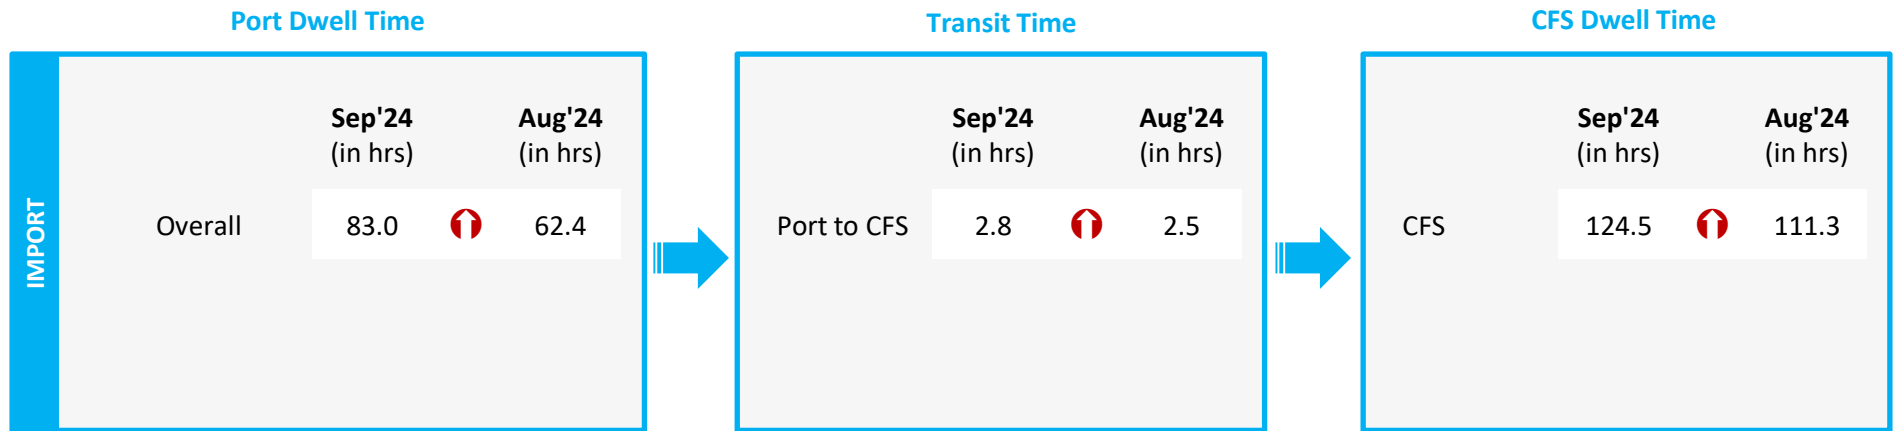 Port Dwell Time
Transit Time
CFS Dwell Time
IMPORT
Sep'24 Aug'24
(in hrs) (in hrs)
Overall 83.0 62.4
Sep'24 Aug'24
(in hrs) (in hrs)
Port to CFS 2.8 2.5
Sep'24 Aug'24
(in hrs) (in hrs)
CFS 124.5 111.3